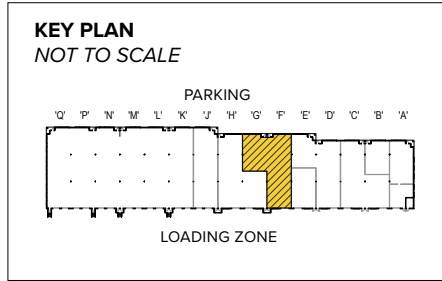 KEY PLAN
NOT TO SCALE
PARKING
'Q' 'P' 'N' 'M' 'L' 'K' 'J' 'H' 'G' 'F' 'E' 'D' 'C' 'B' 'A'
LOADING ZONE